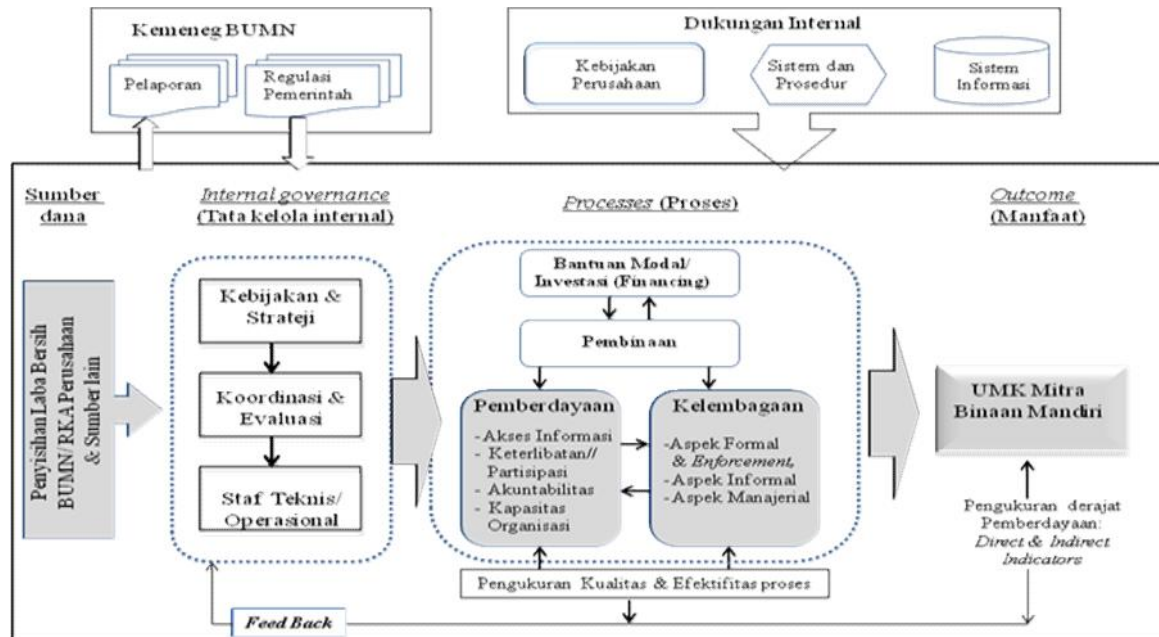 Kemeneg BUMN
Pelaporan
Regulasi
Pemerintah
Dukungan Internal
Kebijakan
Perusahaan
Sistem dan
Prosedur
Sistem
Informasi
Sumber
dana
Internal governance
(Tata kelola internal)
Processes (Proses)
Outcome
(Manfaat)
Penyisihan Laba Bersih
BUMN/ RKA Perusahaan
& Sumber lain
Kebijakan &
Strateji
Koordinasi &
Evaluasi
Staf Teknis/
Operasional
Bantuan Modal/
Investasi (Financing)
Pembinaan
Pemberdayaan
- Akses Informasi
- Keterlibatan//
Partisipasi
- Akuntabilitas
- Kapasitas
Organisasi
Kelembagaan
-Aspek Formal
& Enforcement,
-Aspek Informal
-Aspek Manajerial
UMK Mitra
Binaan Mandiri
Pengukuran derajat
Pemberdayaan:
Direct & Indirect
Indicators
Pengukuran Kualitas & Efektifitas proses
Feed Back